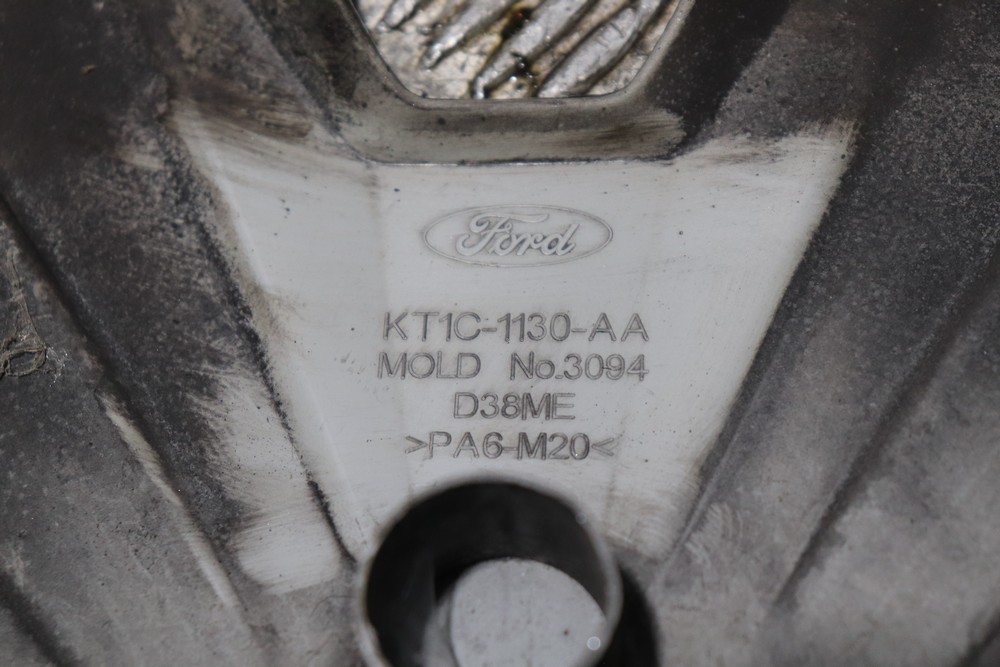 Ford
KT1C-1130-AA
MOLD No.3094
D38ME
>PA6-M20<